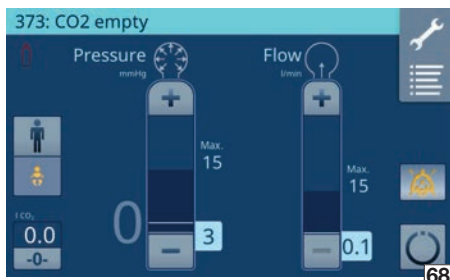 373: CO2 empty
Pressure
mmHg
Flow
l/min
Max.
15
Max.
15
0
3
0.1
l CO₂
0.0
-0-
68